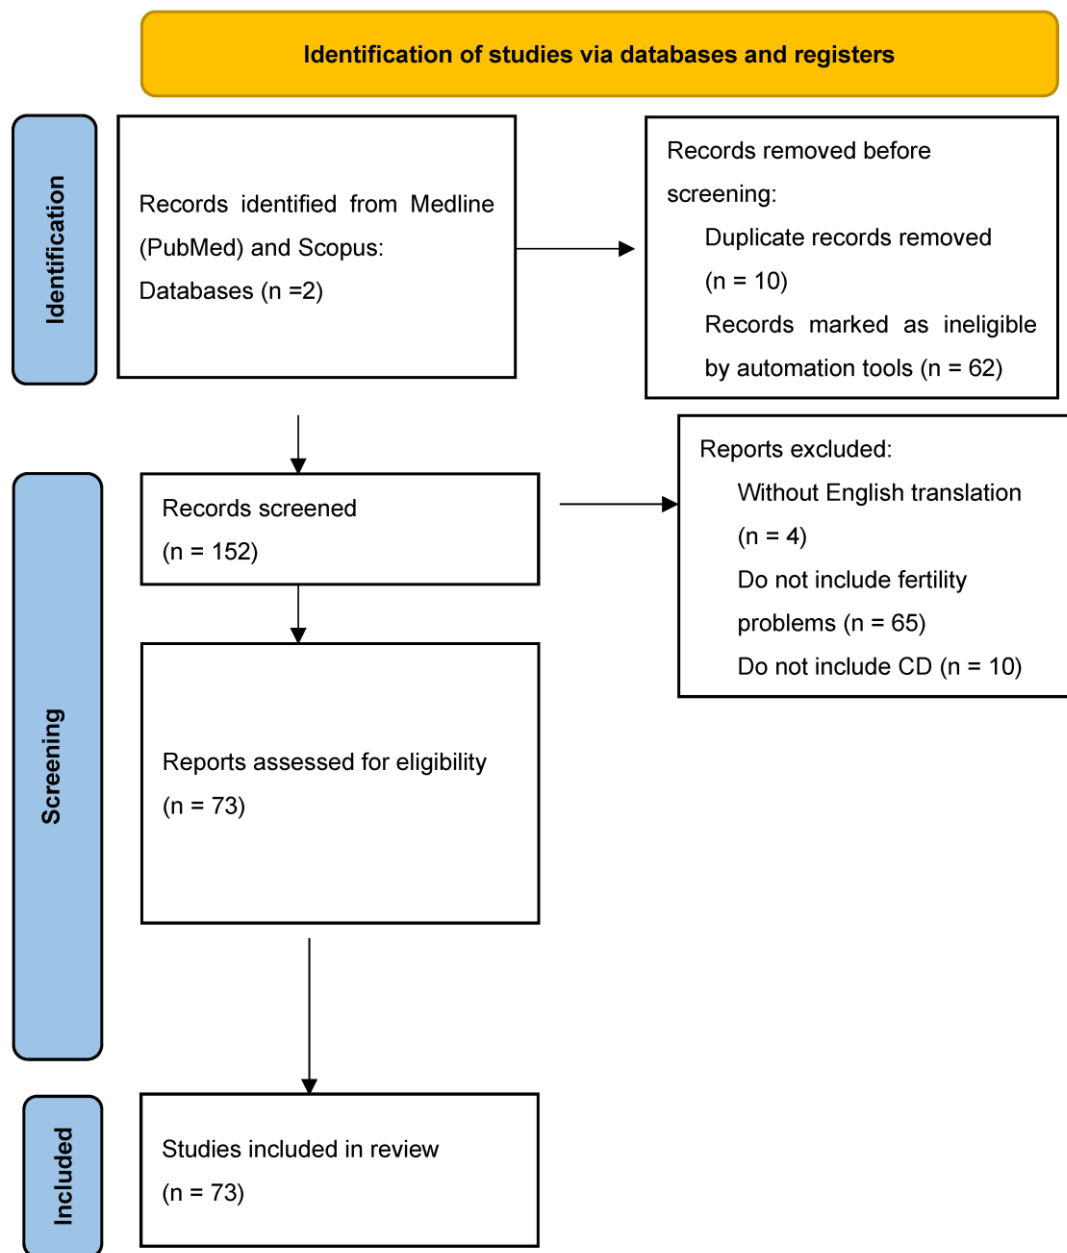 Identification of studies via databases and registers
Identification
Records identified from Medline
(PubMed) and Scopus:
Databases (n =2)
Records removed before
screening:
Duplicate records removed
(n = 10)
Records marked as ineligible
by automation tools (n = 62)
Screening
Records screened
(n = 152)
Reports excluded:
Without English translation
(n = 4)
Do not include fertility
problems (n = 65)
Do not include CD (n = 10)
Reports assessed for eligibility
(n = 73)
Included
Studies included in review
(n = 73)